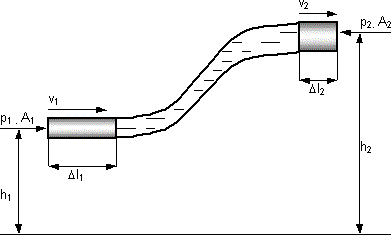 v₂
p₂, A₂
Δl₂
v₁
p₁, A₁
Δl₁
h₁
h₂